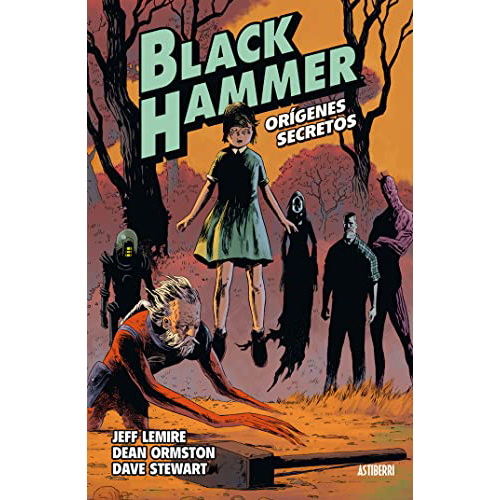 BLACK
HAMMER
ORÍGENES
SECRETOS
JEFF LEMIRE
DEAN ORMSTON
DAVE STEWART
ASTIBERRI